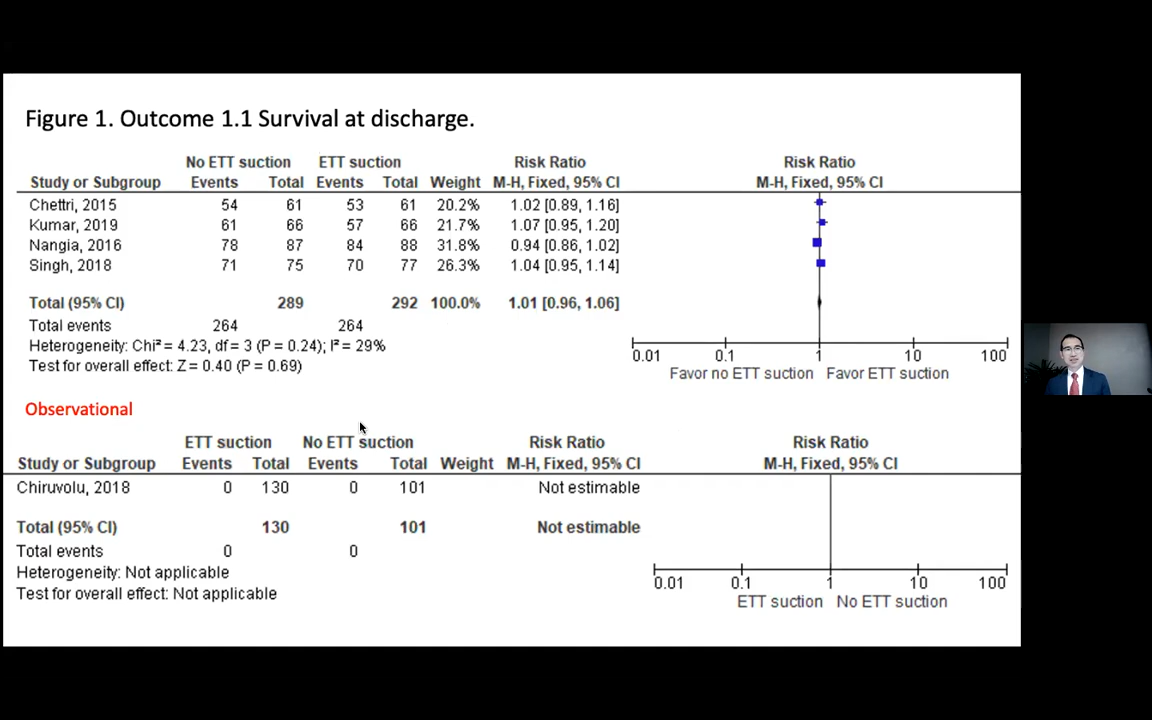 Figure 1. Outcome 1.1 Survival at discharge.
No ETT suction ETT suction Risk Ratio Risk Ratio
Study or Subgroup Events Total Events Total Weight M-H, Fixed, 95% CI M-H, Fixed, 95% CI
Chettri, 2015 54 61 53 61 20.2% 1.02 [0.89, 1.16]
Kumar, 2019 61 66 57 66 21.7% 1.07 [0.95, 1.20]
Nangia, 2016 78 87 84 88 31.8% 0.94 [0.86, 1.02]
Singh, 2018 71 75 70 77 26.3% 1.04 [0.95, 1.14]
Total (95% CI) 289 292 100.0% 1.01 [0.96, 1.06]
Total events 264 264
Heterogeneity: Chi² = 4.23, df = 3 (P = 0.24); I² = 29%
Test for overall effect: Z = 0.40 (P = 0.69)
0.01 0.1 1 10 100
Favor no ETT suction Favor ETT suction
Observational
ETT suction No ETT suction Risk Ratio Risk Ratio
Study or Subgroup Events Total Events Total Weight M-H, Fixed, 95% CI M-H, Fixed, 95% CI
Chiruvolu, 2018 0 130 0 101 Not estimable
Total (95% CI) 130 101 Not estimable
Total events 0 0
Heterogeneity: Not applicable
Test for overall effect: Not applicable
0.01 0.1 1 10 100
ETT suction No ETT suction